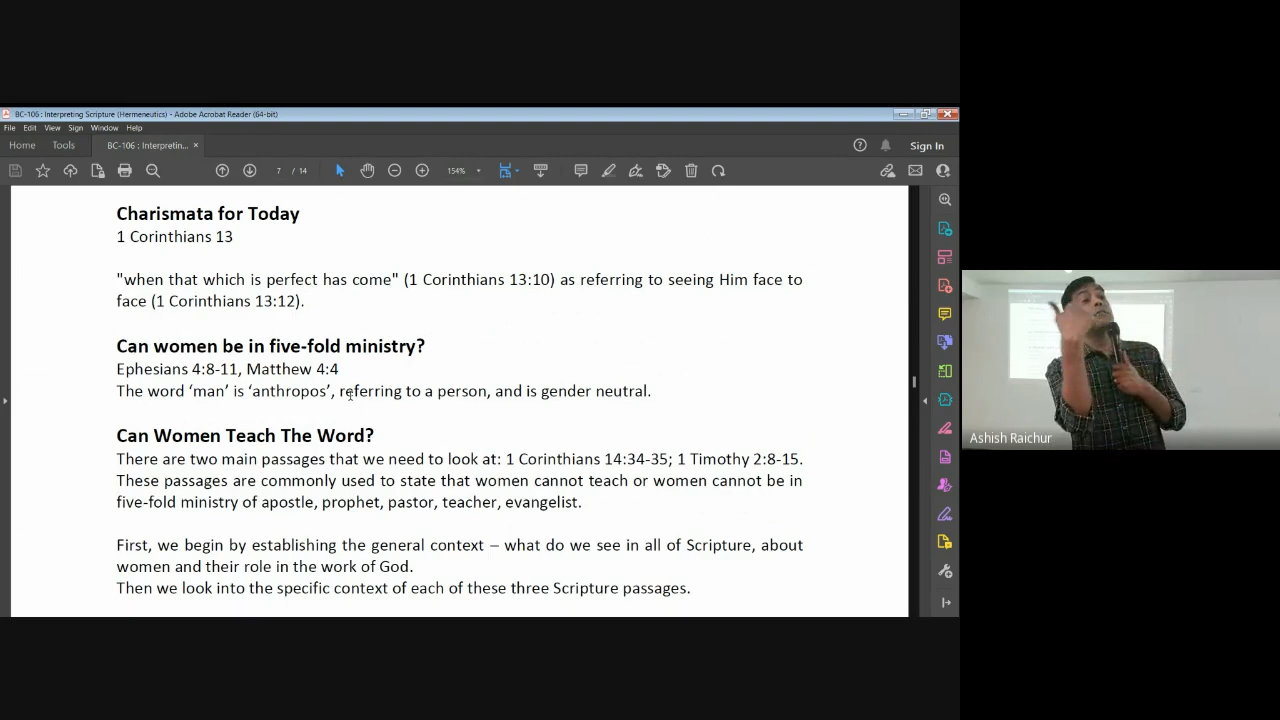 BC-106 : Interpreting Scripture (Hermeneutics) - Adobe Acrobat Reader (64-bit)
File Edit View Sign Window Help
Home Tools BC-106 : Interpretin... × Sign In
7 / 14 154%
Charismata for Today
1 Corinthians 13
"when that which is perfect has come" (1 Corinthians 13:10) as referring to seeing Him face to
face (1 Corinthians 13:12).
Can women be in five-fold ministry?
Ephesians 4:8-11, Matthew 4:4
The word ‘man’ is ‘anthropos’, referring to a person, and is gender neutral.
Can Women Teach The Word?
There are two main passages that we need to look at: 1 Corinthians 14:34-35; 1 Timothy 2:8-15.
These passages are commonly used to state that women cannot teach or women cannot be in
five-fold ministry of apostle, prophet, pastor, teacher, evangelist.
First, we begin by establishing the general context – what do we see in all of Scripture, about
women and their role in the work of God.
Then we look into the specific context of each of these three Scripture passages.
Ashish Raichur